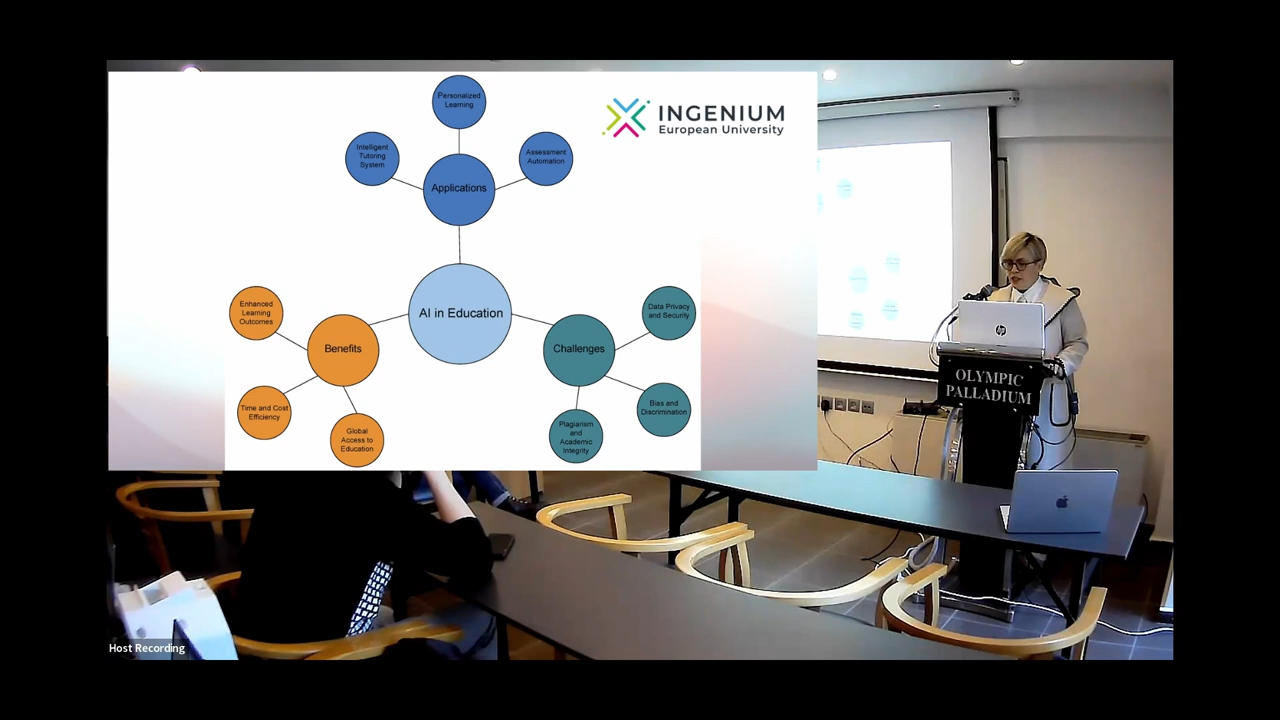 Personalized
Learning
INGENIUM
European University
Intelligent
Tutoring
System
Assessment
Automation
Applications
AI in Education
Enhanced
Learning
Outcomes
Benefits
Time and Cost
Efficiency
Global
Access to
Education
Challenges
Data Privacy
and Security
Bias and
Discrimination
Plagiarism
and
Academic
Integrity
hp
OLYMPIC
PALLADIUM
Host Recording